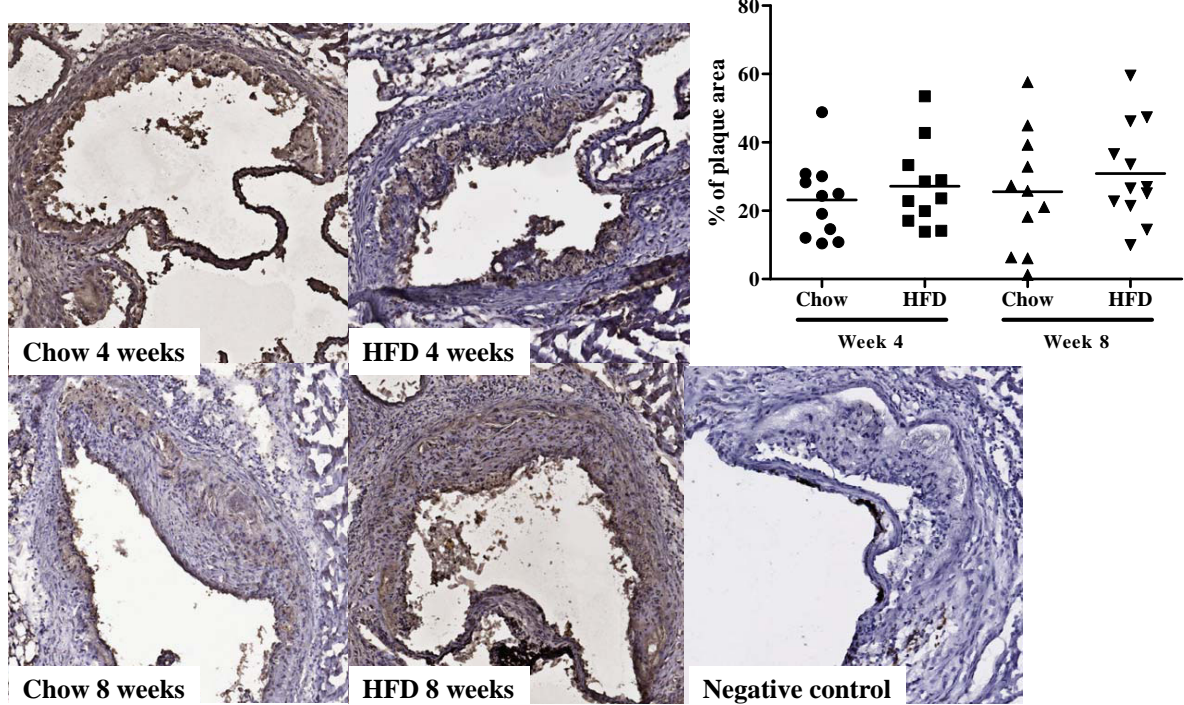 80
60
40
20
0
% of plaque area
Chow HFD Chow HFD
Week 4 Week 8
Chow 4 weeks HFD 4 weeks
Chow 8 weeks HFD 8 weeks Negative control